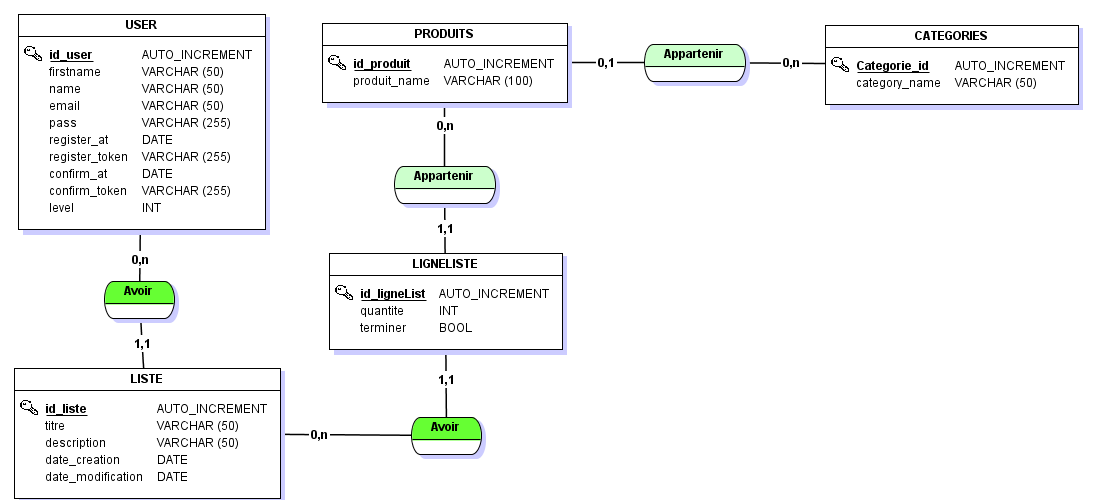 USER
id_user AUTO_INCREMENT
firstname VARCHAR (50)
name VARCHAR (50)
email VARCHAR (50)
pass VARCHAR (255)
register_at DATE
register_token VARCHAR (255)
confirm_at DATE
confirm_token VARCHAR (255)
level INT
0,n
Avoir
1,1
LISTE
id_liste AUTO_INCREMENT
titre VARCHAR (50)
description VARCHAR (50)
date_creation DATE
date_modification DATE
0,n
Avoir
1,1
LIGNELISTE
id_ligneList AUTO_INCREMENT
quantite INT
terminer BOOL
1,1
Appartenir
0,n
PRODUITS
id_produit AUTO_INCREMENT
produit_name VARCHAR (100)
0,1
Appartenir
0,n
CATEGORIES
Categorie_id AUTO_INCREMENT
category_name VARCHAR (50)